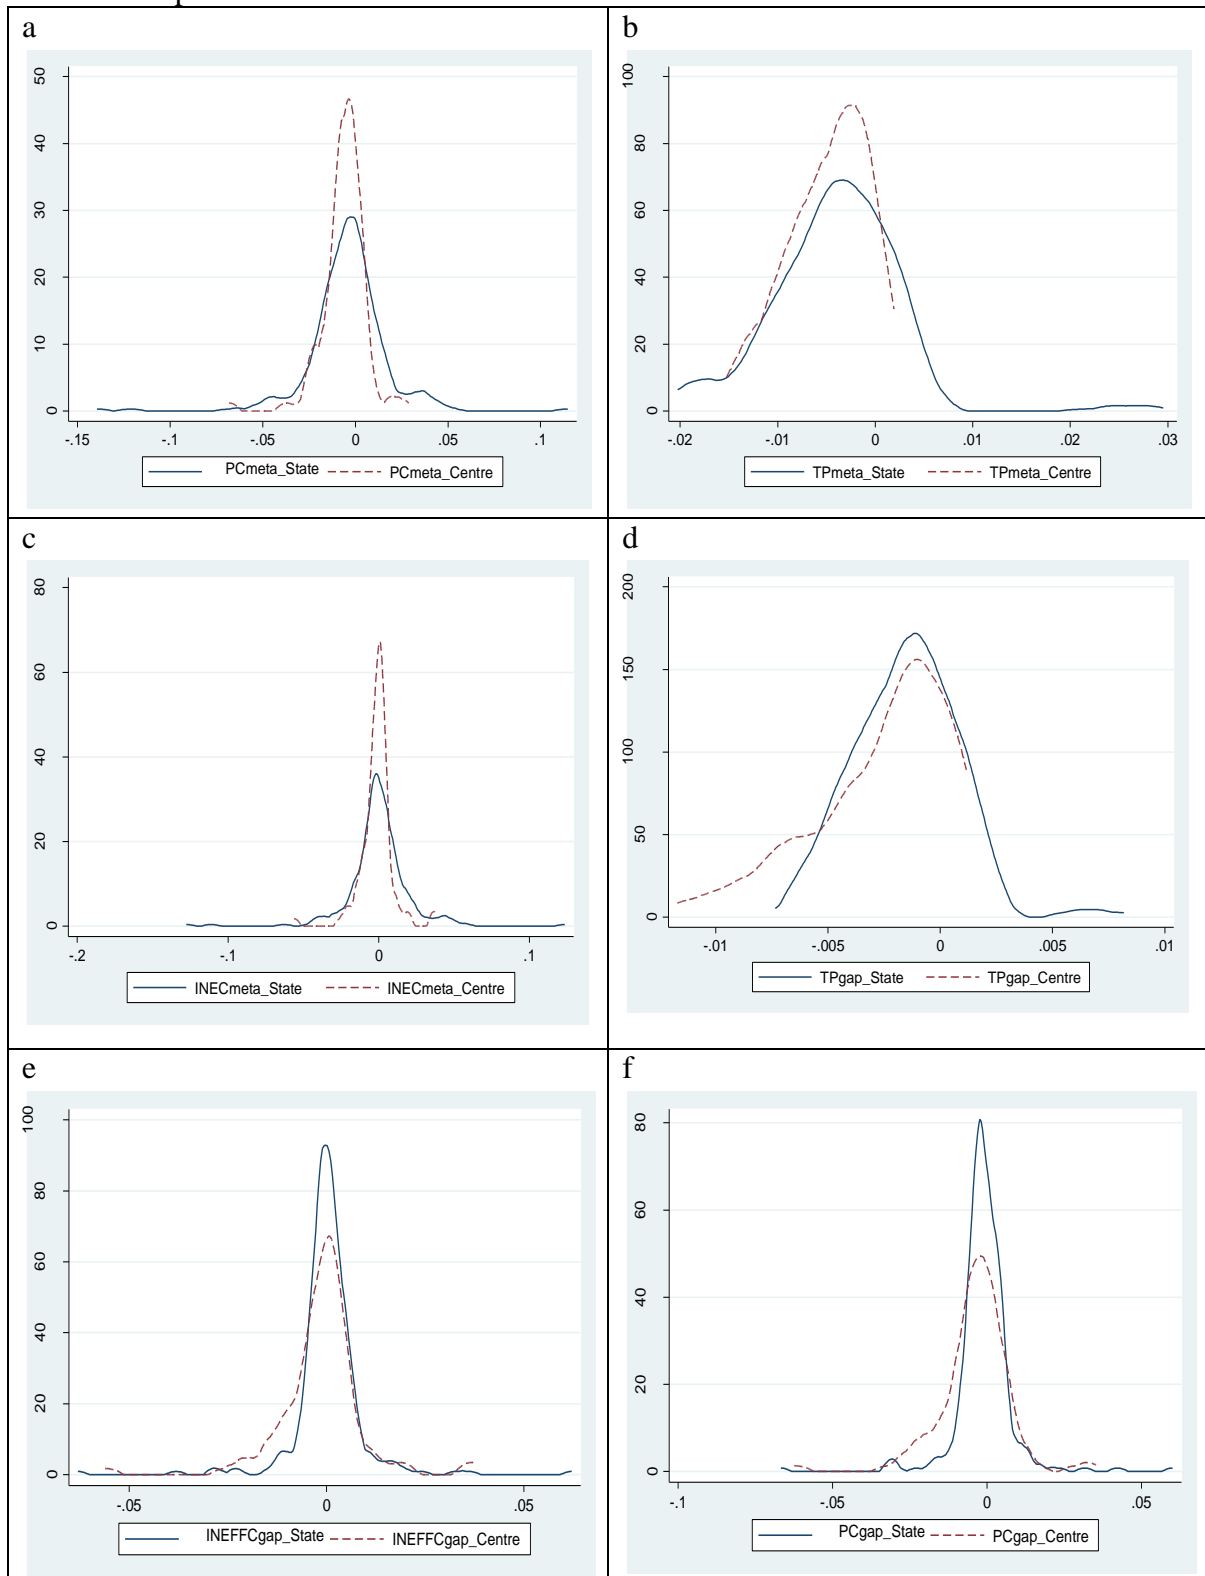 a
50
40
30
20
10
0
-.15 -.1 -.05 0 .05 .1
PCmeta_State PCmeta_Centre
b
100
80
60
40
20
0
-.02 -.01 0 .01 .02 .03
TPmeta_State TPmeta_Centre
c
80
60
40
20
0
-.2 -.1 0 .1
INECmeta_State INECmeta_Centre
d
200
150
100
50
0
-.01 -.005 0 .005 .01
TPgap_State TPgap_Centre
e
100
80
60
40
20
0
-.05 0 .05
INEFFCgap_State INEFFCgap_Centre
f
80
60
40
20
0
-.1 -.05 0 .05
PCgap_State PCgap_Centre